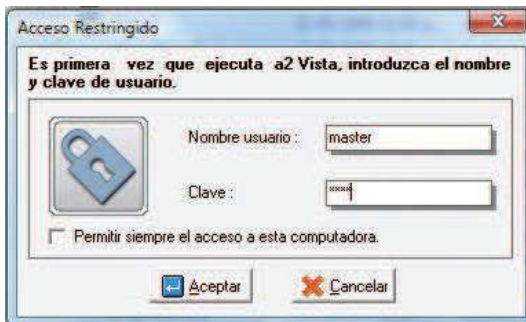 Acceso Restringido
Es primera vez que ejecuta a2 Vista, introduzca el nombre
y clave de usuario.
Nombre usuario : master
Clave : ****
Permitir siempre el acceso a esta computadora.
Aceptar Cancelar